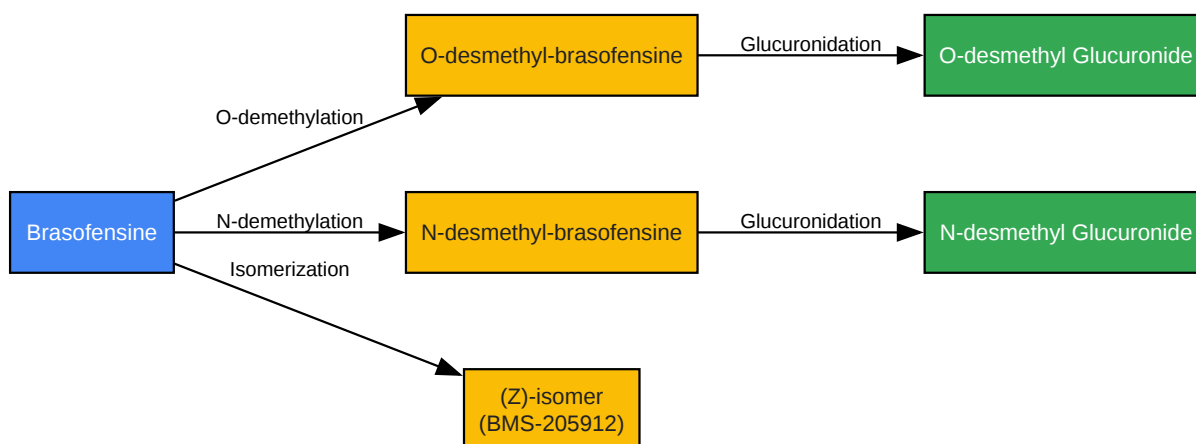 O-desmethyl-brasofensine
Glucuronidation
O-desmethyl Glucuronide
O-demethylation
Brasofensine
N-demethylation
N-desmethyl-brasofensine
Glucuronidation
N-desmethyl Glucuronide
Isomerization
(Z)-isomer
(BMS-205912)